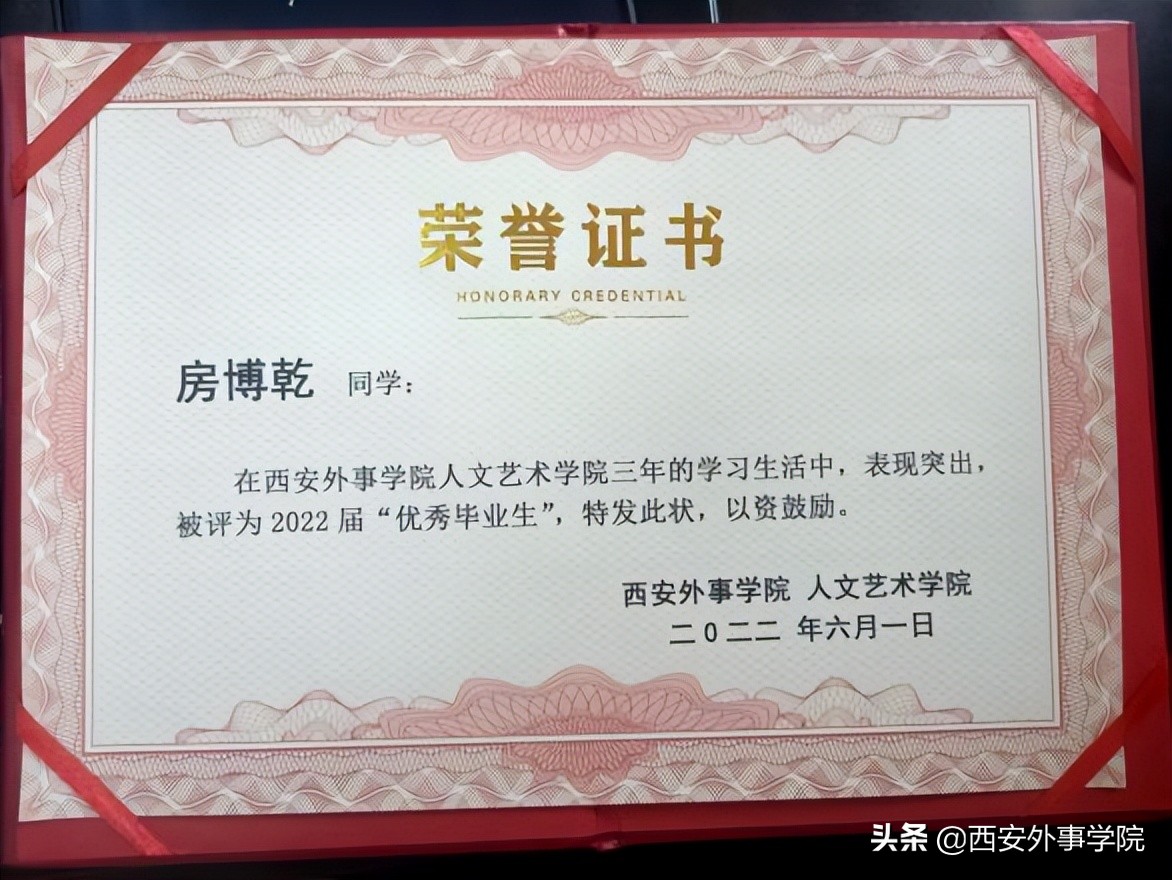 荣誉证书
HONORARY CREDENTIAL
房博乾 同学：
在西安外事学院人文艺术学院三年的学习生活中，表现突出，
被评为 2022 届“优秀毕业生”，特发此状，以资鼓励。
西安外事学院 人文艺术学院
二0二二 年六月一日
头条 @西安外事学院